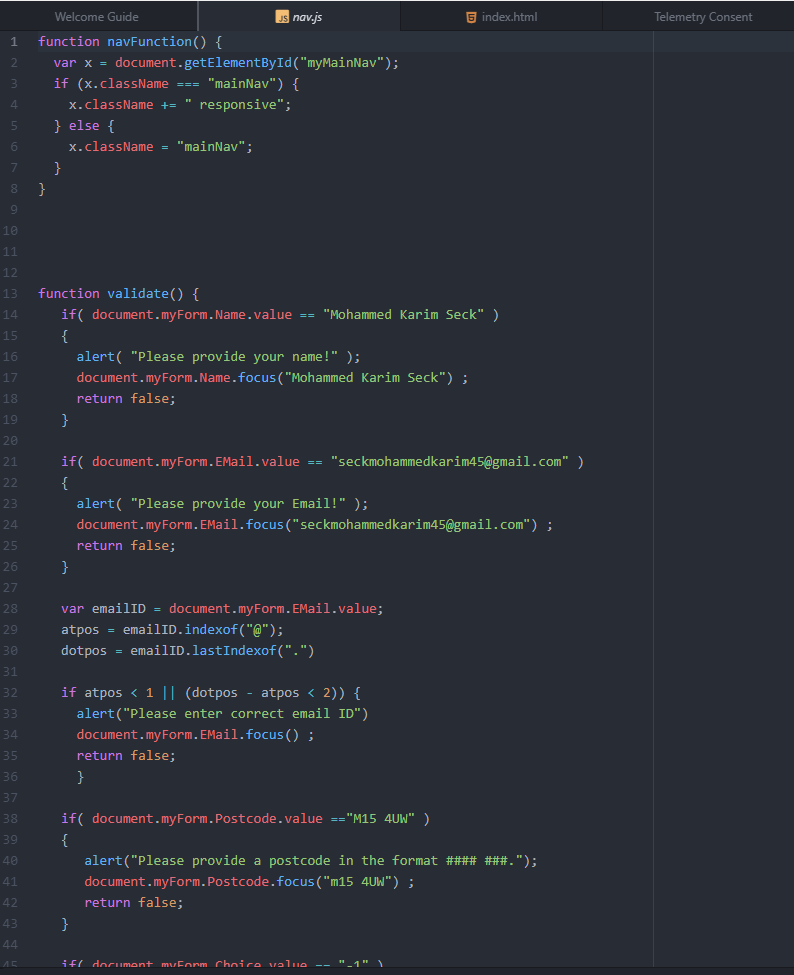 Welcome Guide
JS nav.js
5 index.html
Telemetry Consent
1 function navFunction() {
2 var x = document.getElementById("myMainNav");
3 if (x.className === "mainNav") {
4 x.className += " responsive";
5 } else {
6 x.className = "mainNav";
7 }
8 }
9
10
11
12
13 function validate() {
14 if( document.myForm.Name.value == "Mohammed Karim Seck" )
15 {
16 alert( "Please provide your name!" );
17 document.myForm.Name.focus("Mohammed Karim Seck") ;
18 return false;
19 }
20
21 if( document.myForm.EMail.value == "seckmohammedkarim45@gmail.com" )
22 {
23 alert( "Please provide your Email!" );
24 document.myForm.EMail.focus("seckmohammedkarim45@gmail.com") ;
25 return false;
26 }
27
28 var emailID = document.myForm.EMail.value;
29 atpos = emailID.indexof("@");
30 dotpos = emailID.lastIndexof(".")
31
32 if atpos < 1 || (dotpos - atpos < 2)) {
33 alert("Please enter correct email ID")
34 document.myForm.EMail.focus() ;
35 return false;
36 }
37
38 if( document.myForm.Postcode.value =="M15 4UW" )
39 {
40 alert("Please provide a postcode in the format #### ###.");
41 document.myForm.Postcode.focus("m15 4UW") ;
42 return false;
43 }
44
45 if( document.myForm.Choice.value == "-1" )